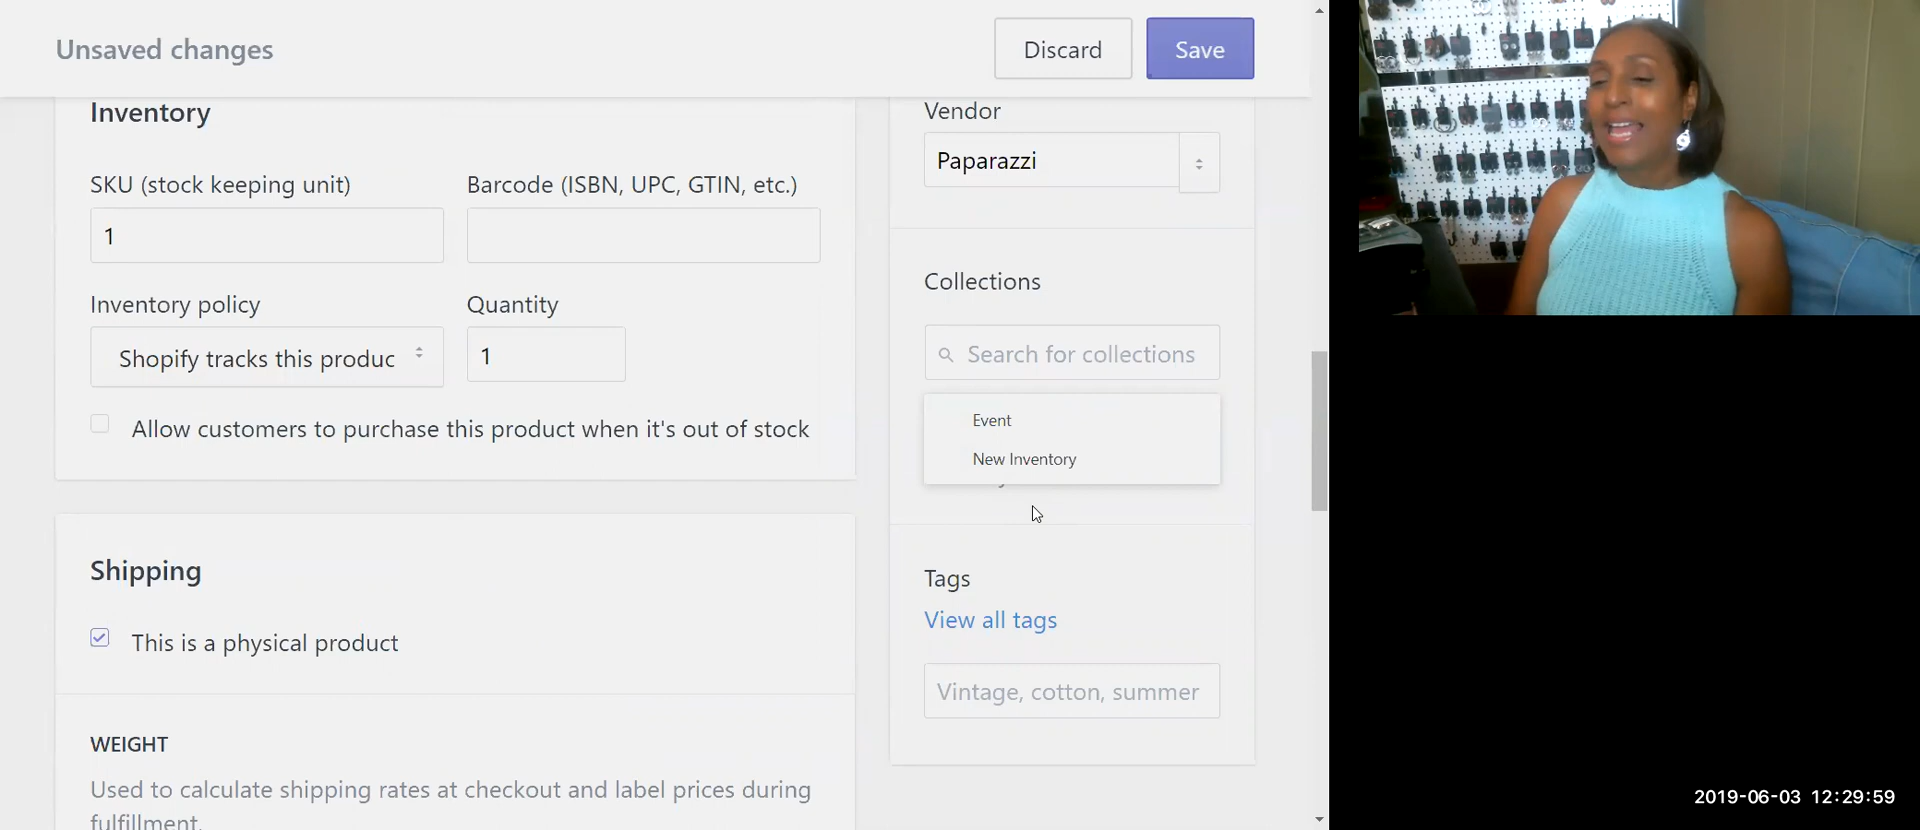 Unsaved changes
Discard
Save
Inventory
SKU (stock keeping unit)
Barcode (ISBN, UPC, GTIN, etc.)
1
Inventory policy
Quantity
Shopify tracks this produc
1
Allow customers to purchase this product when it's out of stock
Shipping
This is a physical product
WEIGHT
Used to calculate shipping rates at checkout and label prices during
fulfillment.
Vendor
Paparazzi
Collections
Search for collections
Event
New Inventory
Tags
View all tags
Vintage, cotton, summer
2019-06-03 12:29:59